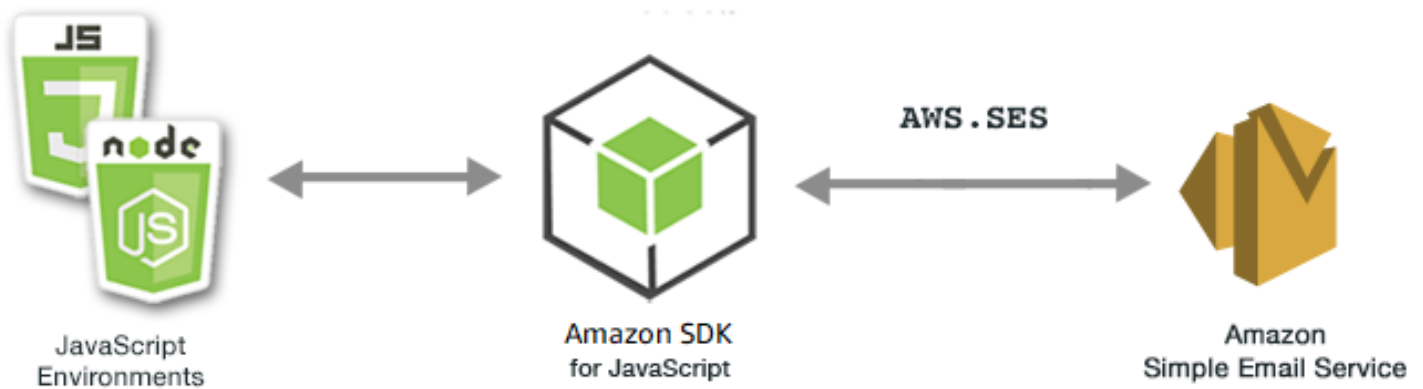 JS
node
JS
AWS.SES
JavaScript
Environments
Amazon SDK
for JavaScript
Amazon
Simple Email Service